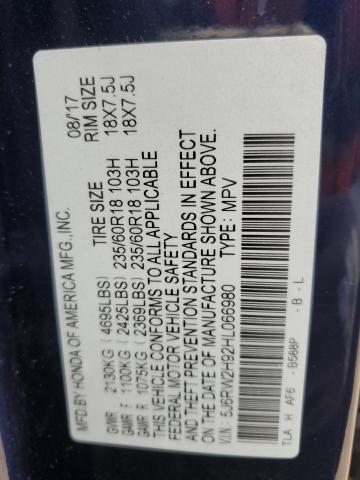 MFD.BY HONDA OF AMERICA MFG.,INC. 08/17
TIRE SIZE RIM SIZE
GVWR 2130KG (4695LBS)
GAWR F 1100KG (2425LBS) 235/60R18 103H 18X7.5J
GAWR R 1075KG (2369LBS) 235/60R18 103H 18X7.5J
THIS VEHICLE CONFORMS TO ALL APPLICABLE
FEDERAL MOTOR VEHICLE SAFETY
AND THEFT PREVENTION STANDARDS IN EFFECT
ON THE DATE OF MANUFACTURE SHOWN ABOVE.
V.I.N.: 5J6RW2H92HL066980 TYPE: MPV
TLA H AF6 - B588P - B - L